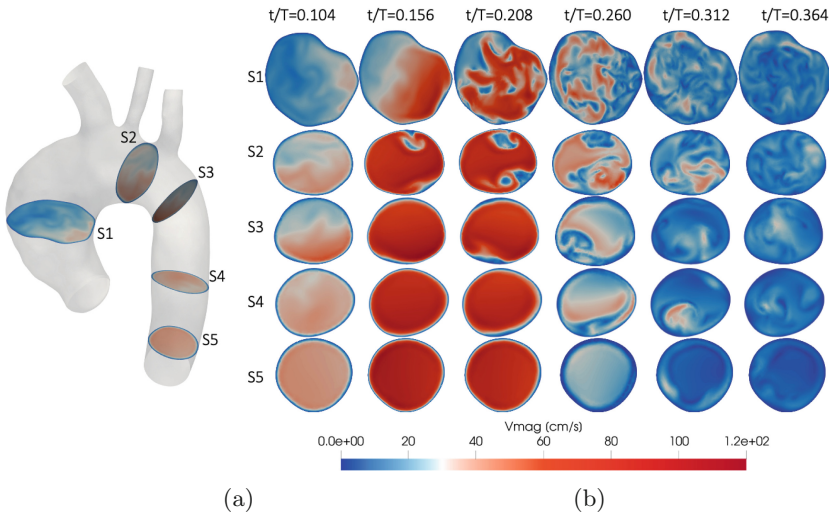 t/T=0.104 t/T=0.156 t/T=0.208 t/T=0.260 t/T=0.312 t/T=0.364
S1
S2
S3
S4
S5
S2
S3
S1
S4
S5
Vmag (cm/s)
0.0e+00 20 40 60 80 100 1.2e+02
(a) (b)